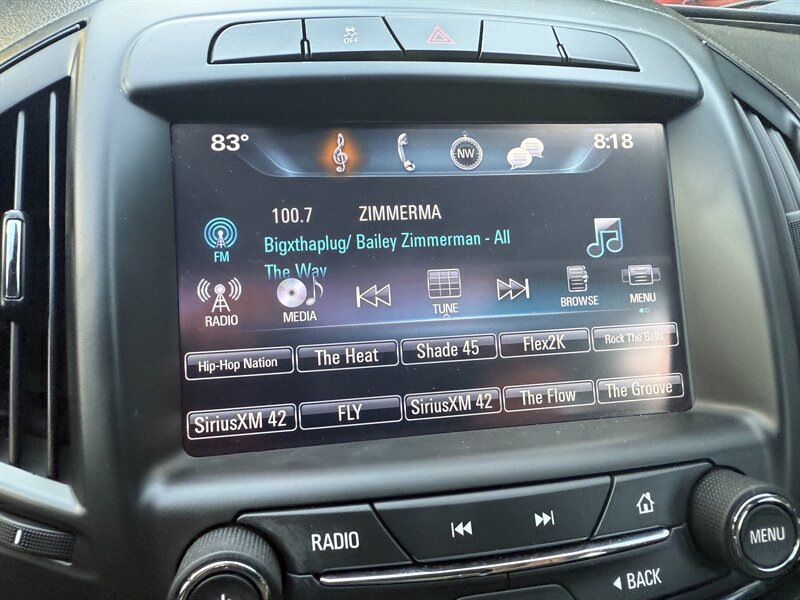 OFF
83°
NW
8:18
100.7 ZIMMERMA
FM
Bigxthaplug/ Bailey Zimmerman - All
The Way
RADIO MEDIA TUNE BROWSE MENU
Hip-Hop Nation The Heat Shade 45 Flex2K Rock The Bells
SiriusXM 42 FLY SiriusXM 42 The Flow The Groove
RADIO
MENU
BACK